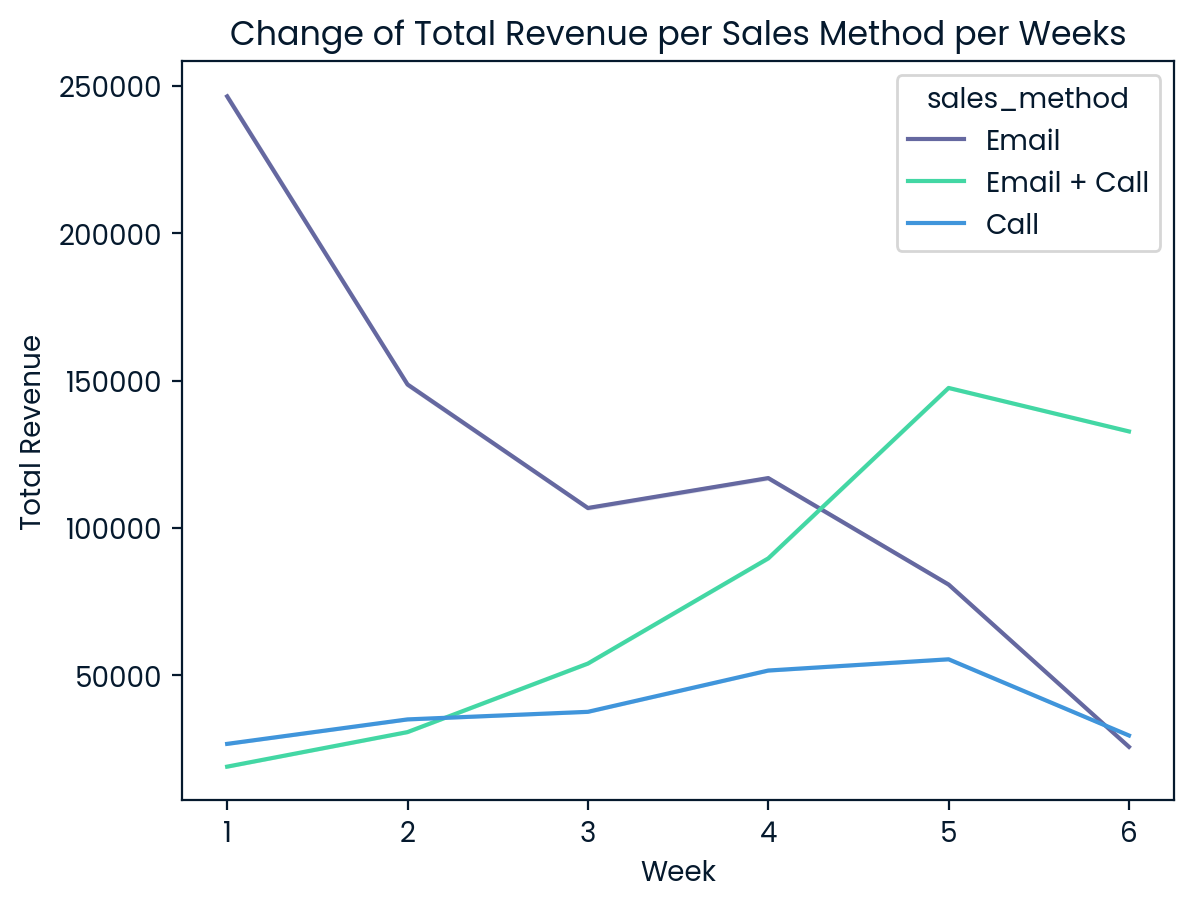 Change of Total Revenue per Sales Method per Weeks
250000
200000
150000
100000
50000
Total Revenue
sales_method
Email
Email + Call
Call
1 2 3 4 5 6
Week